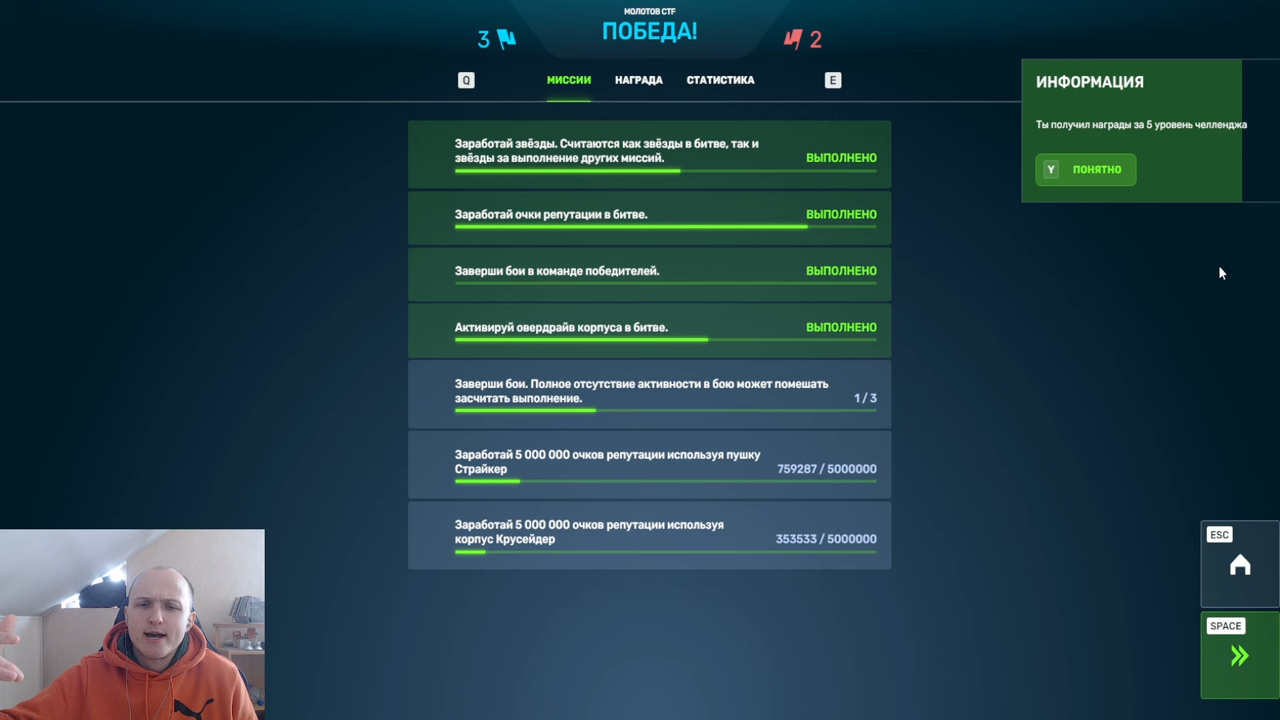 МОЛОТОВ CTF
ПОБЕДА!
3
2
Q
МИССИИ
НАГРАДА
СТАТИСТИКА
E
ИНФОРМАЦИЯ
Ты получил награды за 5 уровень челленджа
Y
ПОНЯТНО
Заработай звёзды. Считаются как звёзды в битве, так и
звёзды за выполнение других миссий.
ВЫПОЛНЕНО
Заработай очки репутации в битве.
ВЫПОЛНЕНО
Заверши бои в команде победителей.
ВЫПОЛНЕНО
Активируй овердрайв корпуса в битве.
ВЫПОЛНЕНО
Заверши бои. Полное отсутствие активности в бою может помешать
засчитать выполнение.
1 / 3
Заработай 5 000 000 очков репутации используя пушку
Страйкер
759287 / 5000000
Заработай 5 000 000 очков репутации используя
корпус Крусейдер
353533 / 5000000
ESC
SPACE